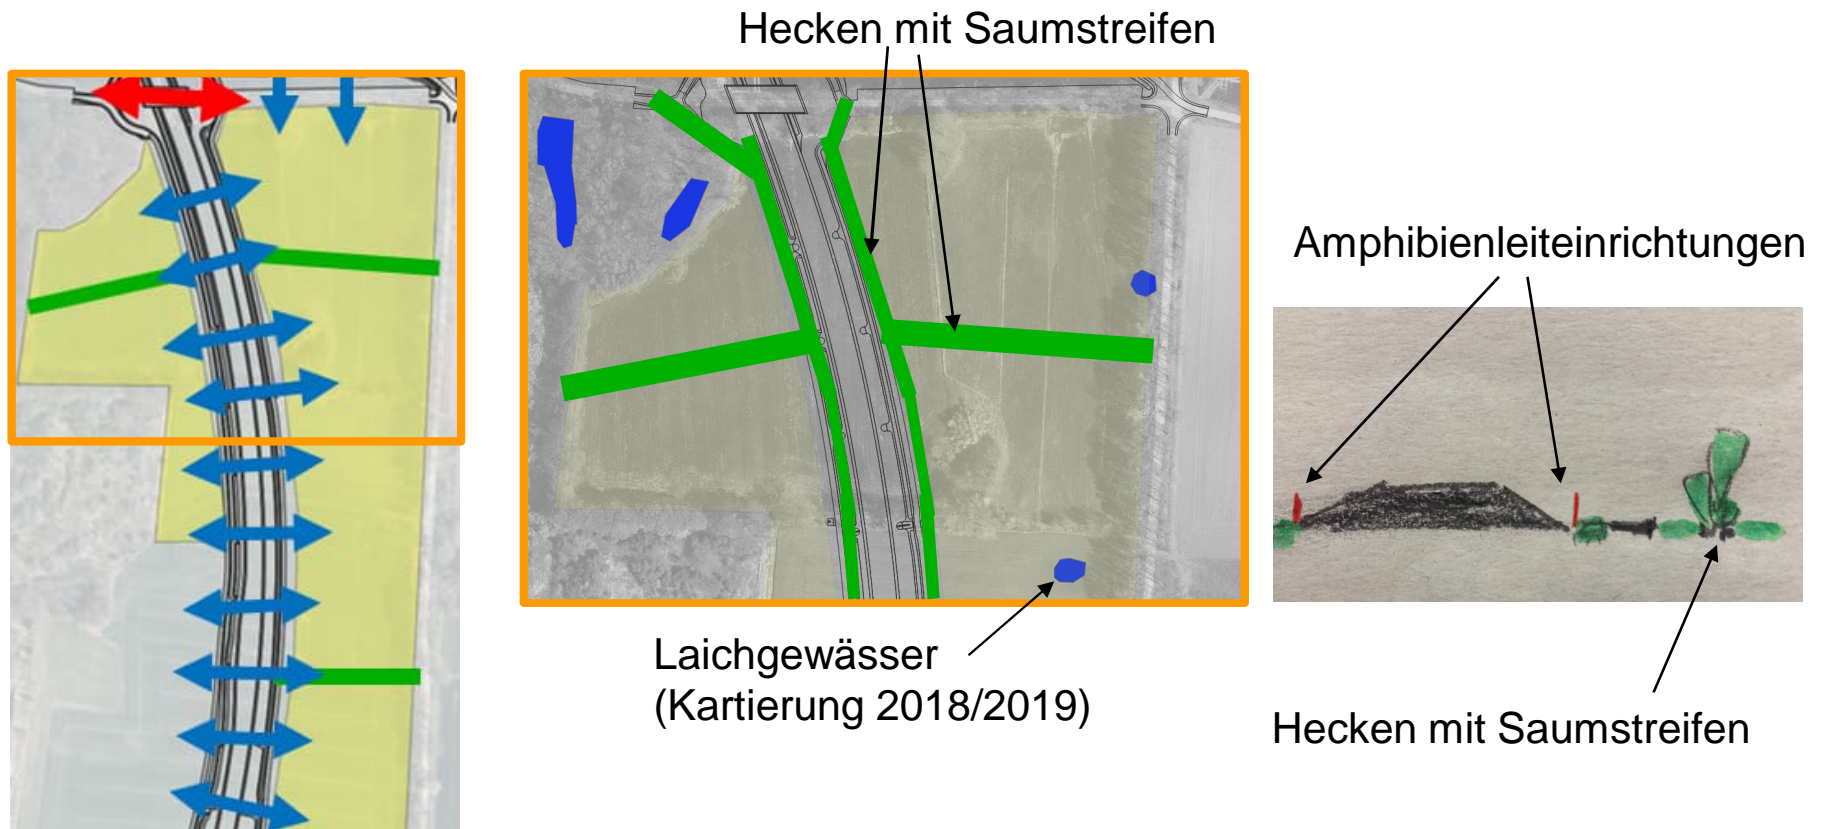 Hecken mit Saumstreifen
Amphibienleiteinrichtungen
Laichgewässer
(Kartierung 2018/2019)
Hecken mit Saumstreifen